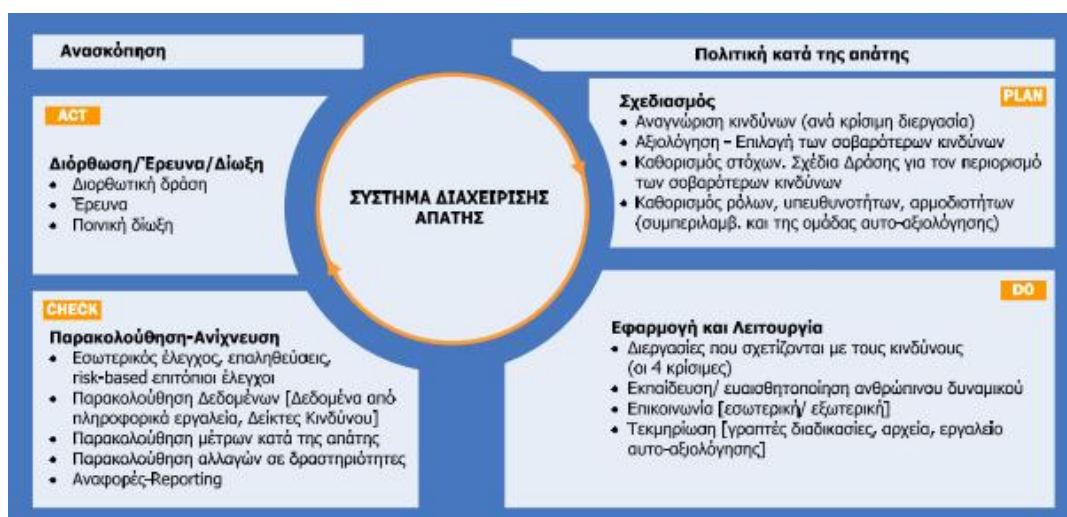 Ανασκόπηση
Πολιτική κατά της απάτης
ACT
Διόρθωση/Έρευνα/Δίωξη
• Διορθωτική δράση
• Έρευνα
• Ποινική δίωξη
ΣΥΣΤΗΜΑ ΔΙΑΧΕΙΡΙΣΗΣ
ΑΠΑΤΗΣ
PLAN
Σχεδιασμός
• Αναγνώριση κινδύνων (ανά κρίσιμη διεργασία)
• Αξιολόγηση – Επιλογή των σοβαρότερων κινδύνων
• Καθορισμός στόχων. Σχέδια Δράσης για τον περιορισμό
των σοβαρότερων κινδύνων
• Καθορισμός ρόλων, υπευθυνοτήτων, αρμοδιοτήτων
(συμπεριλαμβ. και της ομάδας αυτο-αξιολόγησης)
CHECK
Παρακολούθηση-Ανίχνευση
• Εσωτερικός έλεγχος, επαληθεύσεις,
risk-based επιτόπιοι έλεγχοι
• Παρακολούθηση Δεδομένων [Δεδομένα από
πληροφορικά εργαλεία, Δείκτες Κινδύνου]
• Παρακολούθηση μέτρων κατά της απάτης
• Παρακολούθηση αλλαγών σε δραστηριότητες
• Αναφορές-Reporting
DO
Εφαρμογή και Λειτουργία
• Διεργασίες που σχετίζονται με τους κινδύνους
(οι 4 κρίσιμες)
• Εκπαίδευση/ ευαισθητοποίηση ανθρώπινου δυναμικού
• Επικοινωνία [εσωτερική/ εξωτερική]
• Τεκμηρίωση [γραπτές διαδικασίες, αρχεία, εργαλείο
αυτο-αξιολόγησης]